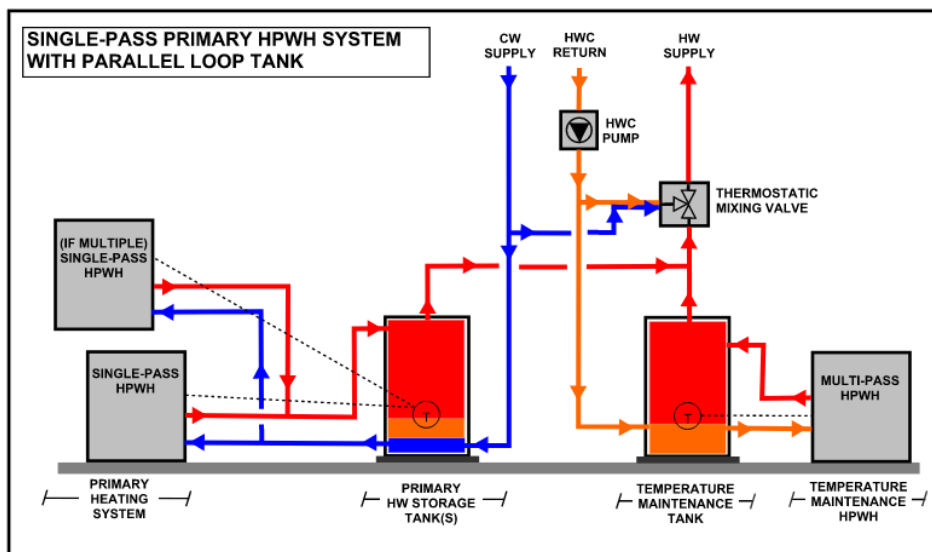 SINGLE-PASS PRIMARY HPWH SYSTEM
WITH PARALLEL LOOP TANK
CW
SUPPLY
HWC
RETURN
HW
SUPPLY
HWC
PUMP
THERMOSTATIC
MIXING VALVE
(IF MULTIPLE)
SINGLE-PASS
HPWH
SINGLE-PASS
HPWH
T
T
MULTI-PASS
HPWH
PRIMARY
HEATING
SYSTEM
PRIMARY
HW STORAGE
TANK(S)
TEMPERATURE
MAINTENANCE
TANK
TEMPERATURE
MAINTENANCE
HPWH